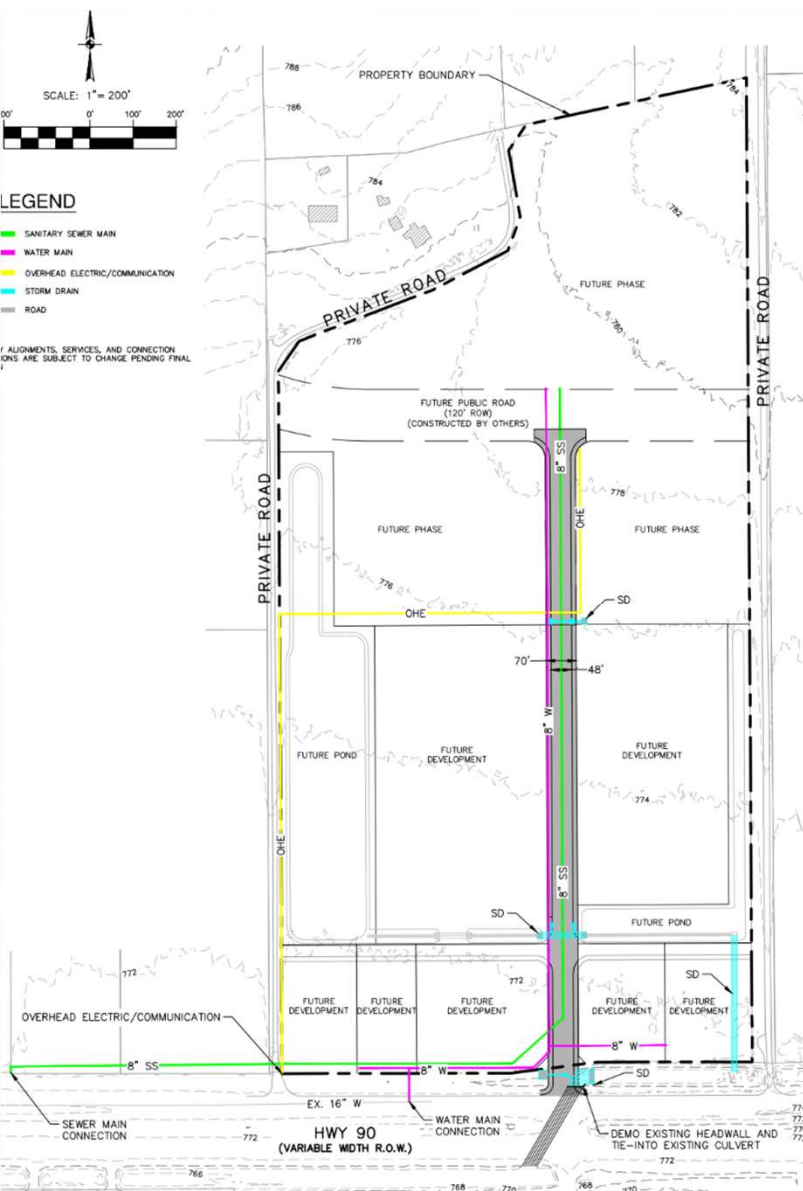 SCALE: 1"= 200'
00'
0'
100'
200'
LEGEND
SANITARY SEWER MAIN
WATER MAIN
OVERHEAD ELECTRIC/COMMUNICATION
STORM DRAIN
ROAD
Y ALIGNMENTS, SERVICES, AND CONNECTION
IONS ARE SUBJECT TO CHANGE PENDING FINAL
788
786
PROPERTY BOUNDARY
784
784
782
PRIVATE ROAD
776
FUTURE PHASE
780
PRIVATE ROAD
FUTURE PUBLIC ROAD
(120' ROW)
(CONSTRUCTED BY OTHERS)
8" SS
PRIVATE ROAD
778
OHE
FUTURE PHASE
FUTURE PHASE
776
OHE
SD
70'
48'
8" W
FUTURE POND
FUTURE
DEVELOPMENT
FUTURE
DEVELOPMENT
774
OHE
8" SS
SD
FUTURE POND
772
772
SD
FUTURE
DEVELOPMENT
FUTURE
DEVELOPMENT
FUTURE
DEVELOPMENT
FUTURE
DEVELOPMENT
FUTURE
DEVELOPMENT
OVERHEAD ELECTRIC/COMMUNICATION
8" W
8" SS
8" W
SD
EX. 16" W
SEWER MAIN
CONNECTION
WATER MAIN
CONNECTION
772
HWY 90
(VARIABLE WIDTH R.O.W.)
DEMO EXISTING HEADWALL AND
TIE-INTO EXISTING CULVERT
772
766
768
770
768